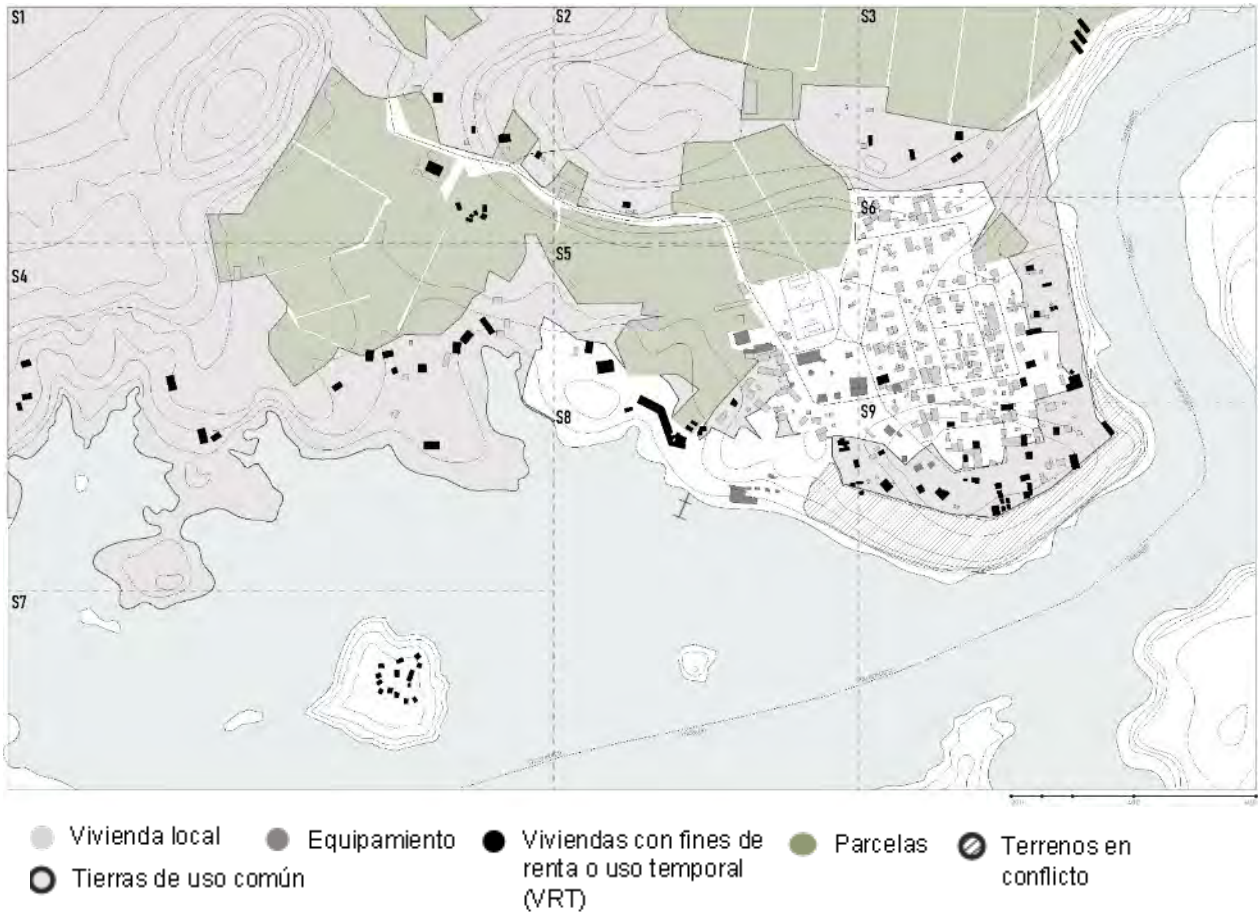 S1
S2
S3
S4
S5
S6
S7
S8
S9
Vivienda local
Equipamiento
Viviendas con fines de
renta o uso temporal
(VRT)
Parcelas
Terrenos en
conflicto
Tierras de uso común